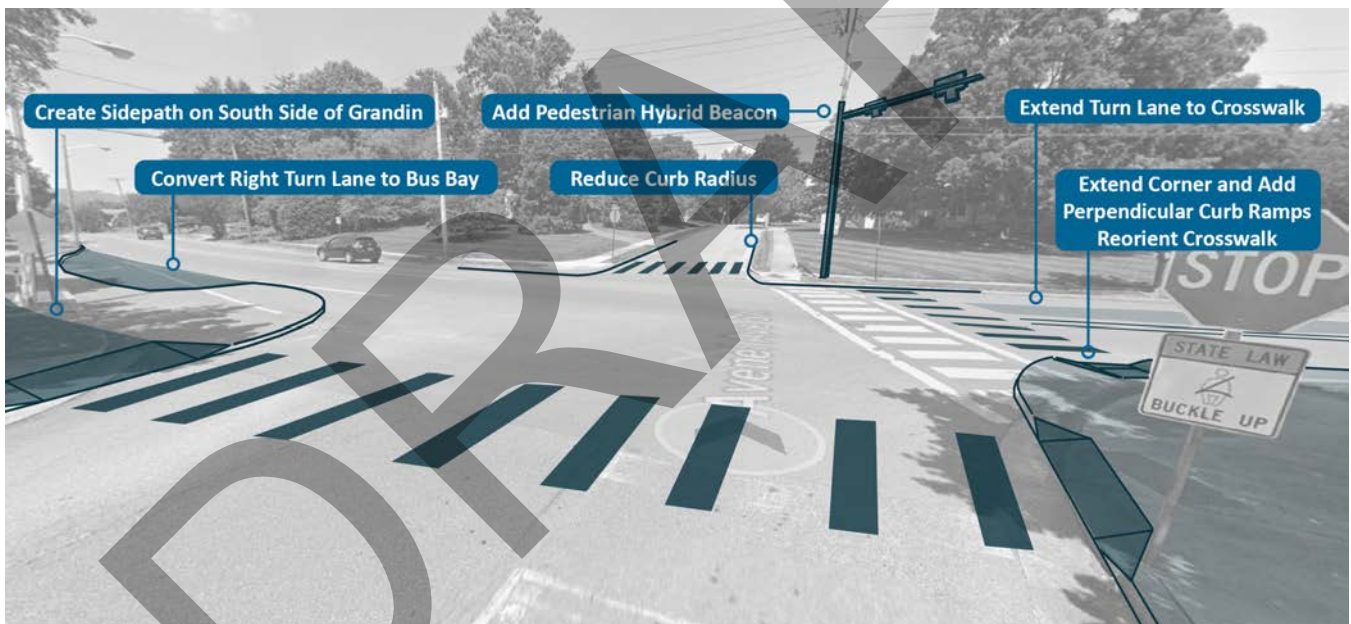 Create Sidepath on South Side of Grandin
Add Pedestrian Hybrid Beacon
Extend Turn Lane to Crosswalk
Convert Right Turn Lane to Bus Bay
Reduce Curb Radius
Extend Corner and Add
Perpendicular Curb Ramps
Reorient Crosswalk
STOP
STATE LAW
BUCKLE UP
DRAFT